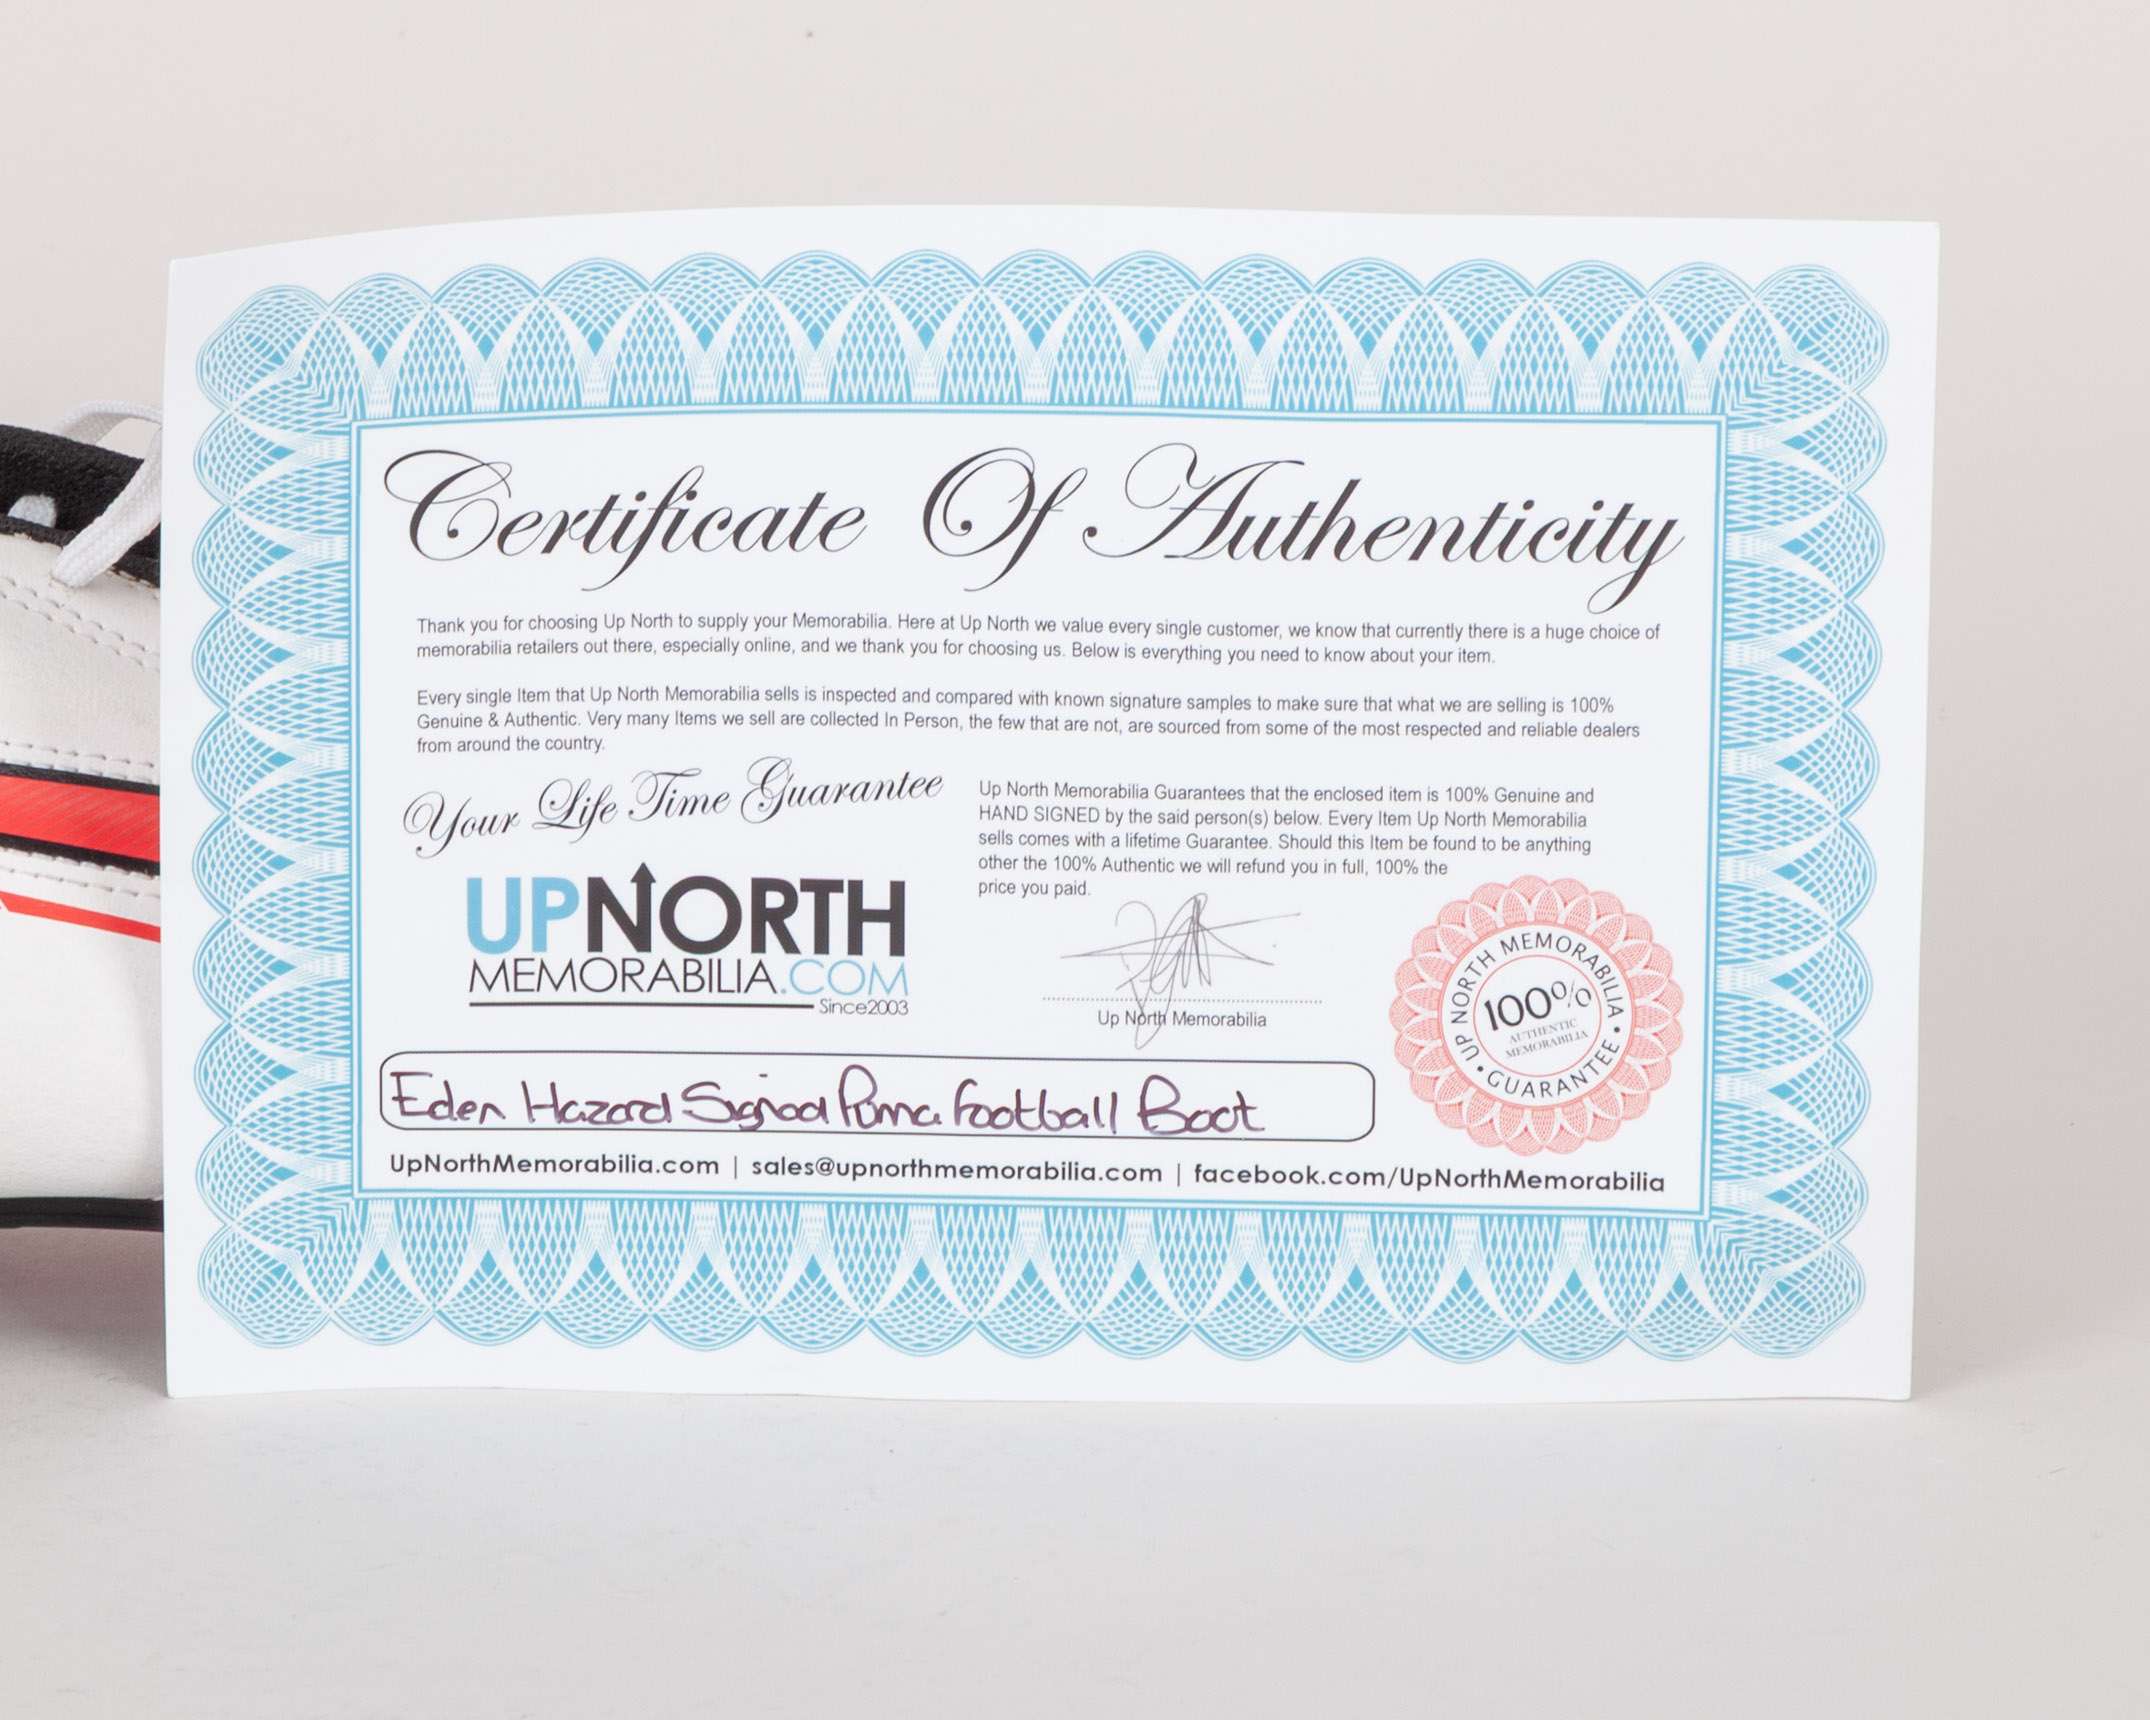 Certificate Of Authenticity
Thank you for choosing Up North to supply your Memorabilia. Here at Up North we value every single customer, we know that currently there is a huge choice of
memorabilia retailers out there, especially online, and we thank you for choosing us. Below is everything you need to know about your item.
Every single Item that Up North Memorabilia sells is inspected and compared with known signature samples to make sure that what we are selling is 100%
Genuine & Authentic. Very many Items we sell are collected In Person, the few that are not, are sourced from some of the most respected and reliable dealers
from around the country.
Your Life Time Guarantee
Up North Memorabilia Guarantees that the enclosed item is 100% Genuine and
HAND SIGNED by the said person(s) below. Every Item Up North Memorabilia
sells comes with a lifetime Guarantee. Should this Item be found to be anything
other the 100% Authentic we will refund you in full, 100% the
price you paid.
UPNORTH
MEMORABILIA.COM
Since2003
Up North Memorabilia
UP NORTH MEMORABILIA • GUARANTEE •
100%
AUTHENTIC
MEMORABILIA
Eden Hazard Signed Puma Football Boot
UpNorthMemorabilia.com | sales@upnorthmemorabilia.com | facebook.com/UpNorthMemorabilia